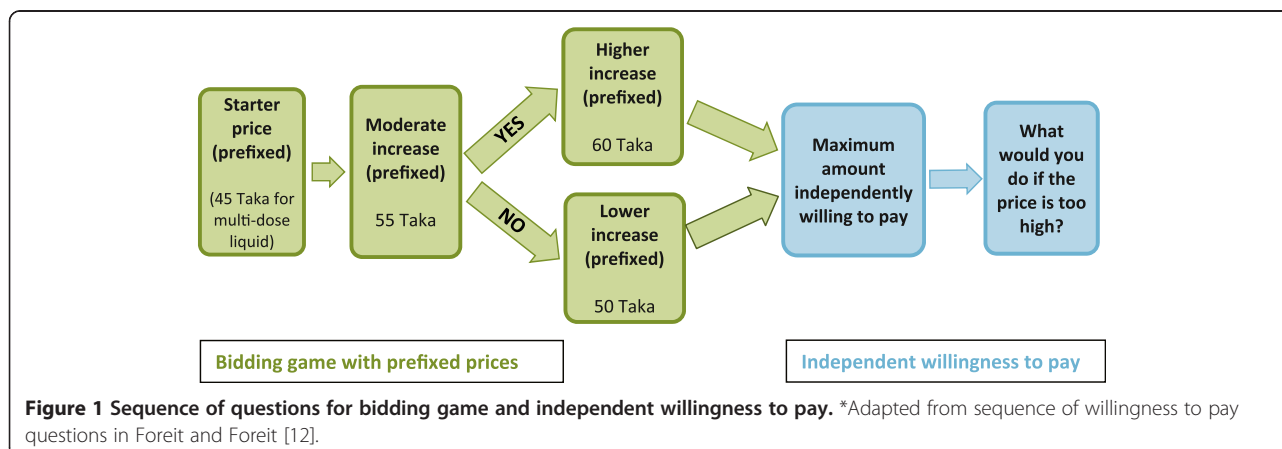 Starter
price
(prefixed)
(45 Taka for
multi-dose
liquid)
Moderate
increase
(prefixed)
55 Taka
YES
NO
Higher
increase
(prefixed)
60 Taka
Lower
increase
(prefixed)
50 Taka
Maximum
amount
independently
willing to pay
What
would you
do if the
price is too
high?
Bidding game with prefixed prices
Independent willingness to pay
Figure 1 Sequence of questions for bidding game and independent willingness to pay. *Adapted from sequence of willingness to pay
questions in Foreit and Foreit [12].